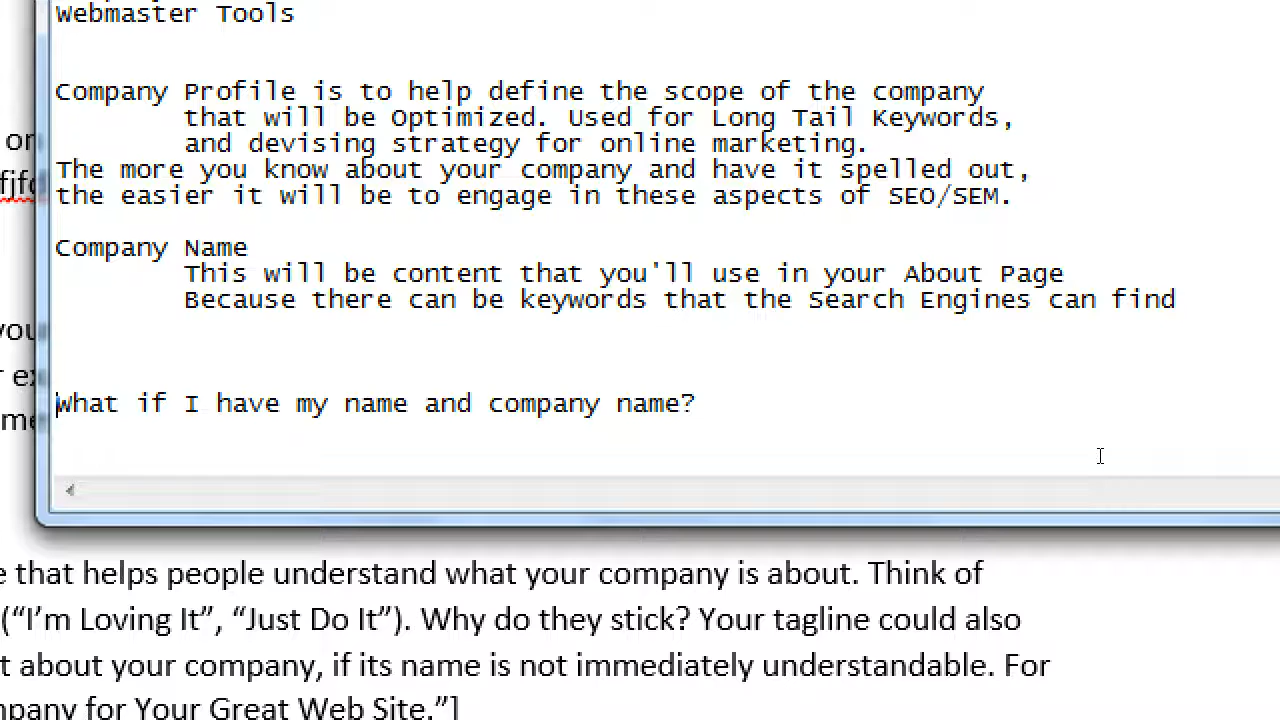 Webmaster Tools
Company Profile is to help define the scope of the company
that will be Optimized. Used for Long Tail Keywords,
and devising strategy for online marketing.
The more you know about your company and have it spelled out,
the easier it will be to engage in these aspects of SEO/SEM.
Company Name
This will be content that you'll use in your About Page
Because there can be keywords that the Search Engines can find
What if I have my name and company name?
that helps people understand what your company is about. Think of
(“I’m Loving It”, “Just Do It”). Why do they stick? Your tagline could also
about your company, if its name is not immediately understandable. For
for Your Great Web Site.”]